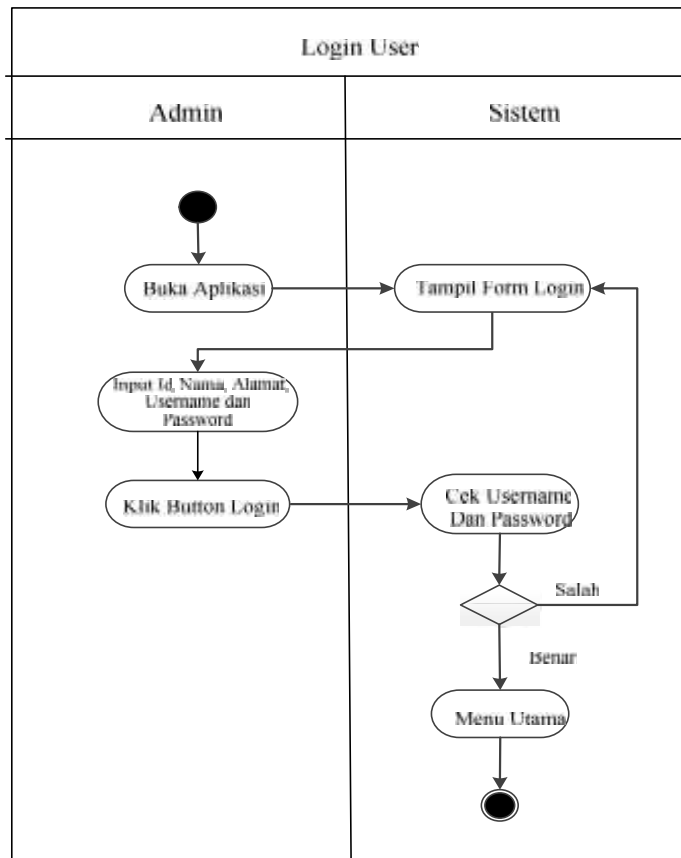 Login User
Admin
Sistem
Buka Aplikasi
Tampil Form Login
Input Id, Nama, Alamat,
Username dan
Password
Klik Button Login
Cek Username
Dan Password
Salah
Benar
Menu Utama